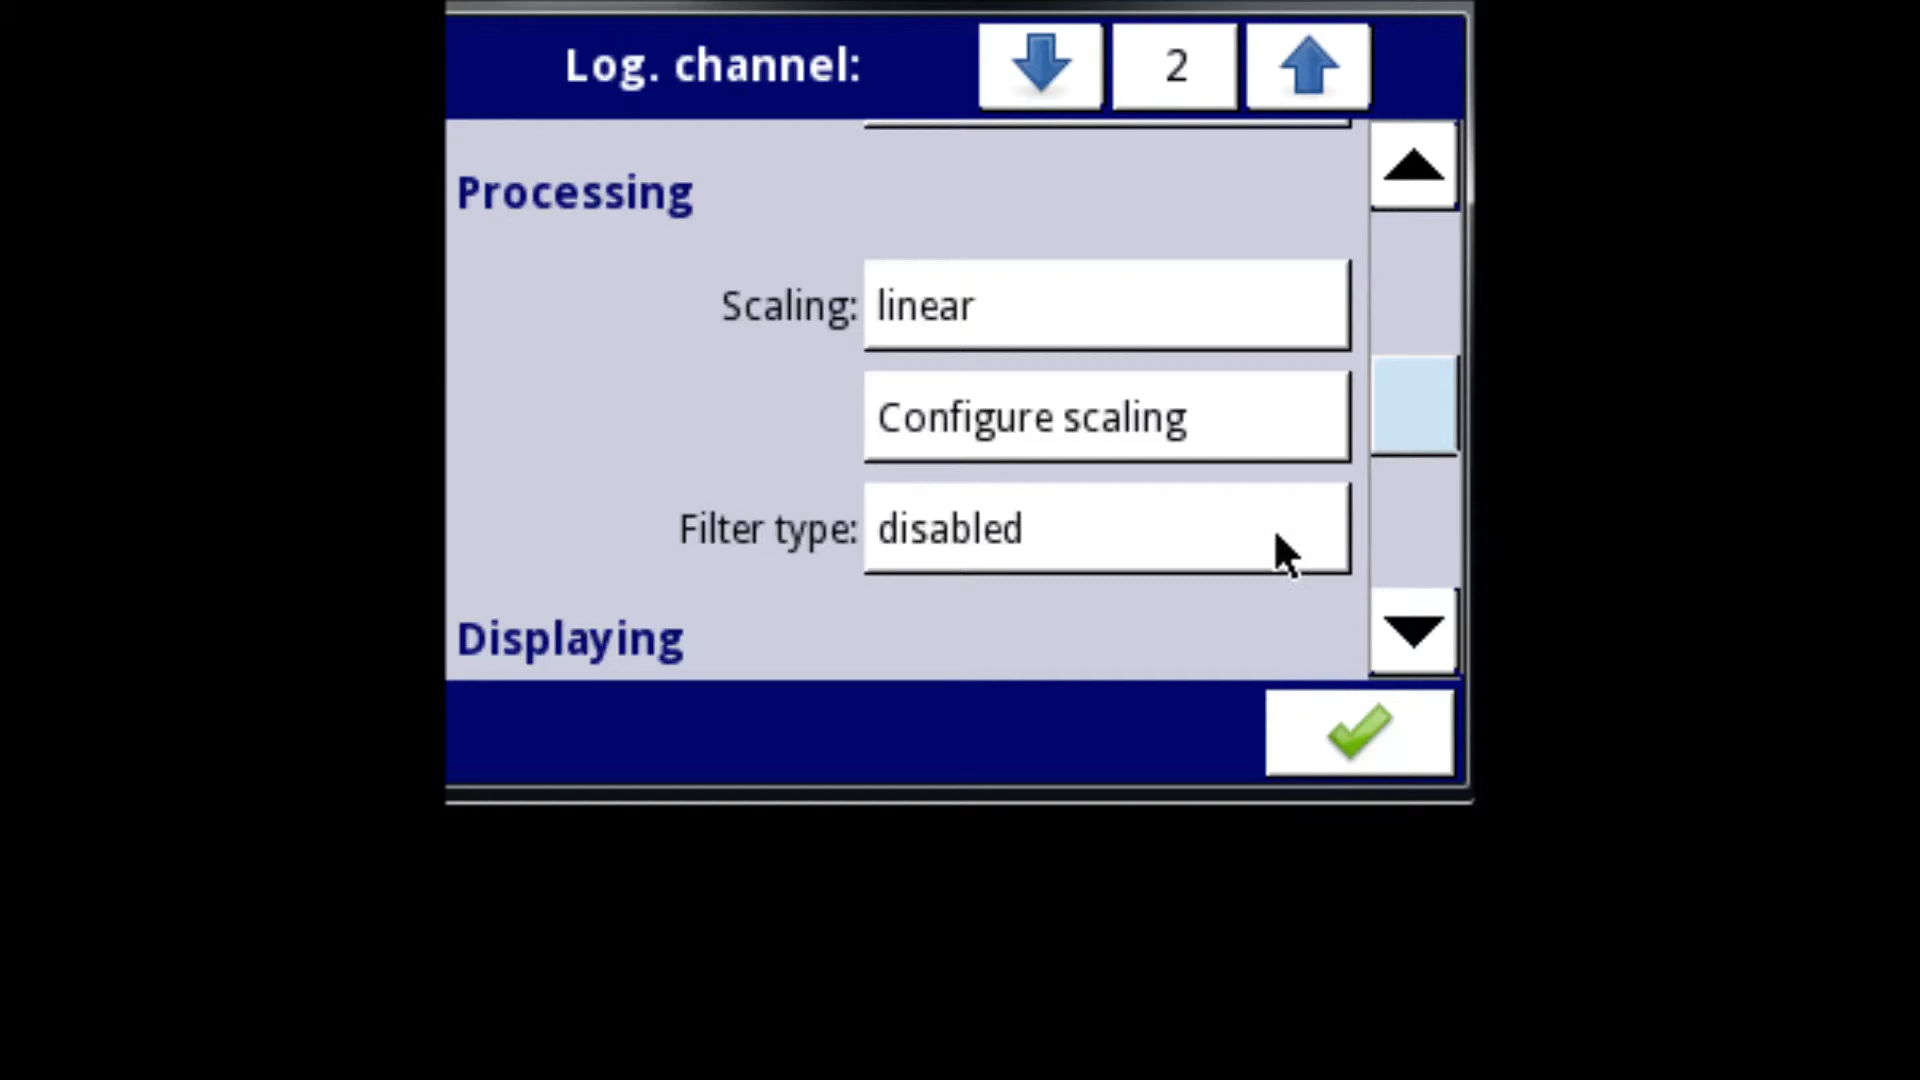 Log. channel: 2
Processing
Scaling: linear
Configure scaling
Filter type: disabled
Displaying